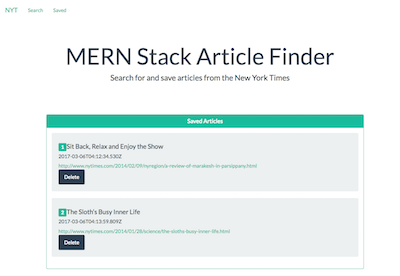 NYT Search Saved
MERN Stack Article Finder
Search for and save articles from the New York Times
Saved Articles
1 Sit Back, Relax and Enjoy the Show
2017-03-06T04:12:34.530Z
http://www.nytimes.com/2014/02/09/nyregion/a-review-of-marakesh-in-parsippany.html
Delete
2 The Sloth's Busy Inner Life
2017-03-06T04:13:59.809Z
http://www.nytimes.com/2014/01/28/science/the-sloths-busy-inner-life.html
Delete